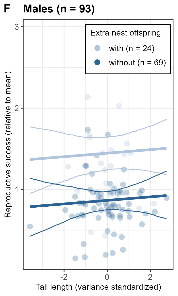 F Males (n = 93)
Extra nest offspring
with (n = 24)
without (n = 69)
Reproductive success (relative to mean)
3
2
1
-2
0
2
Tail length (variance standardized)